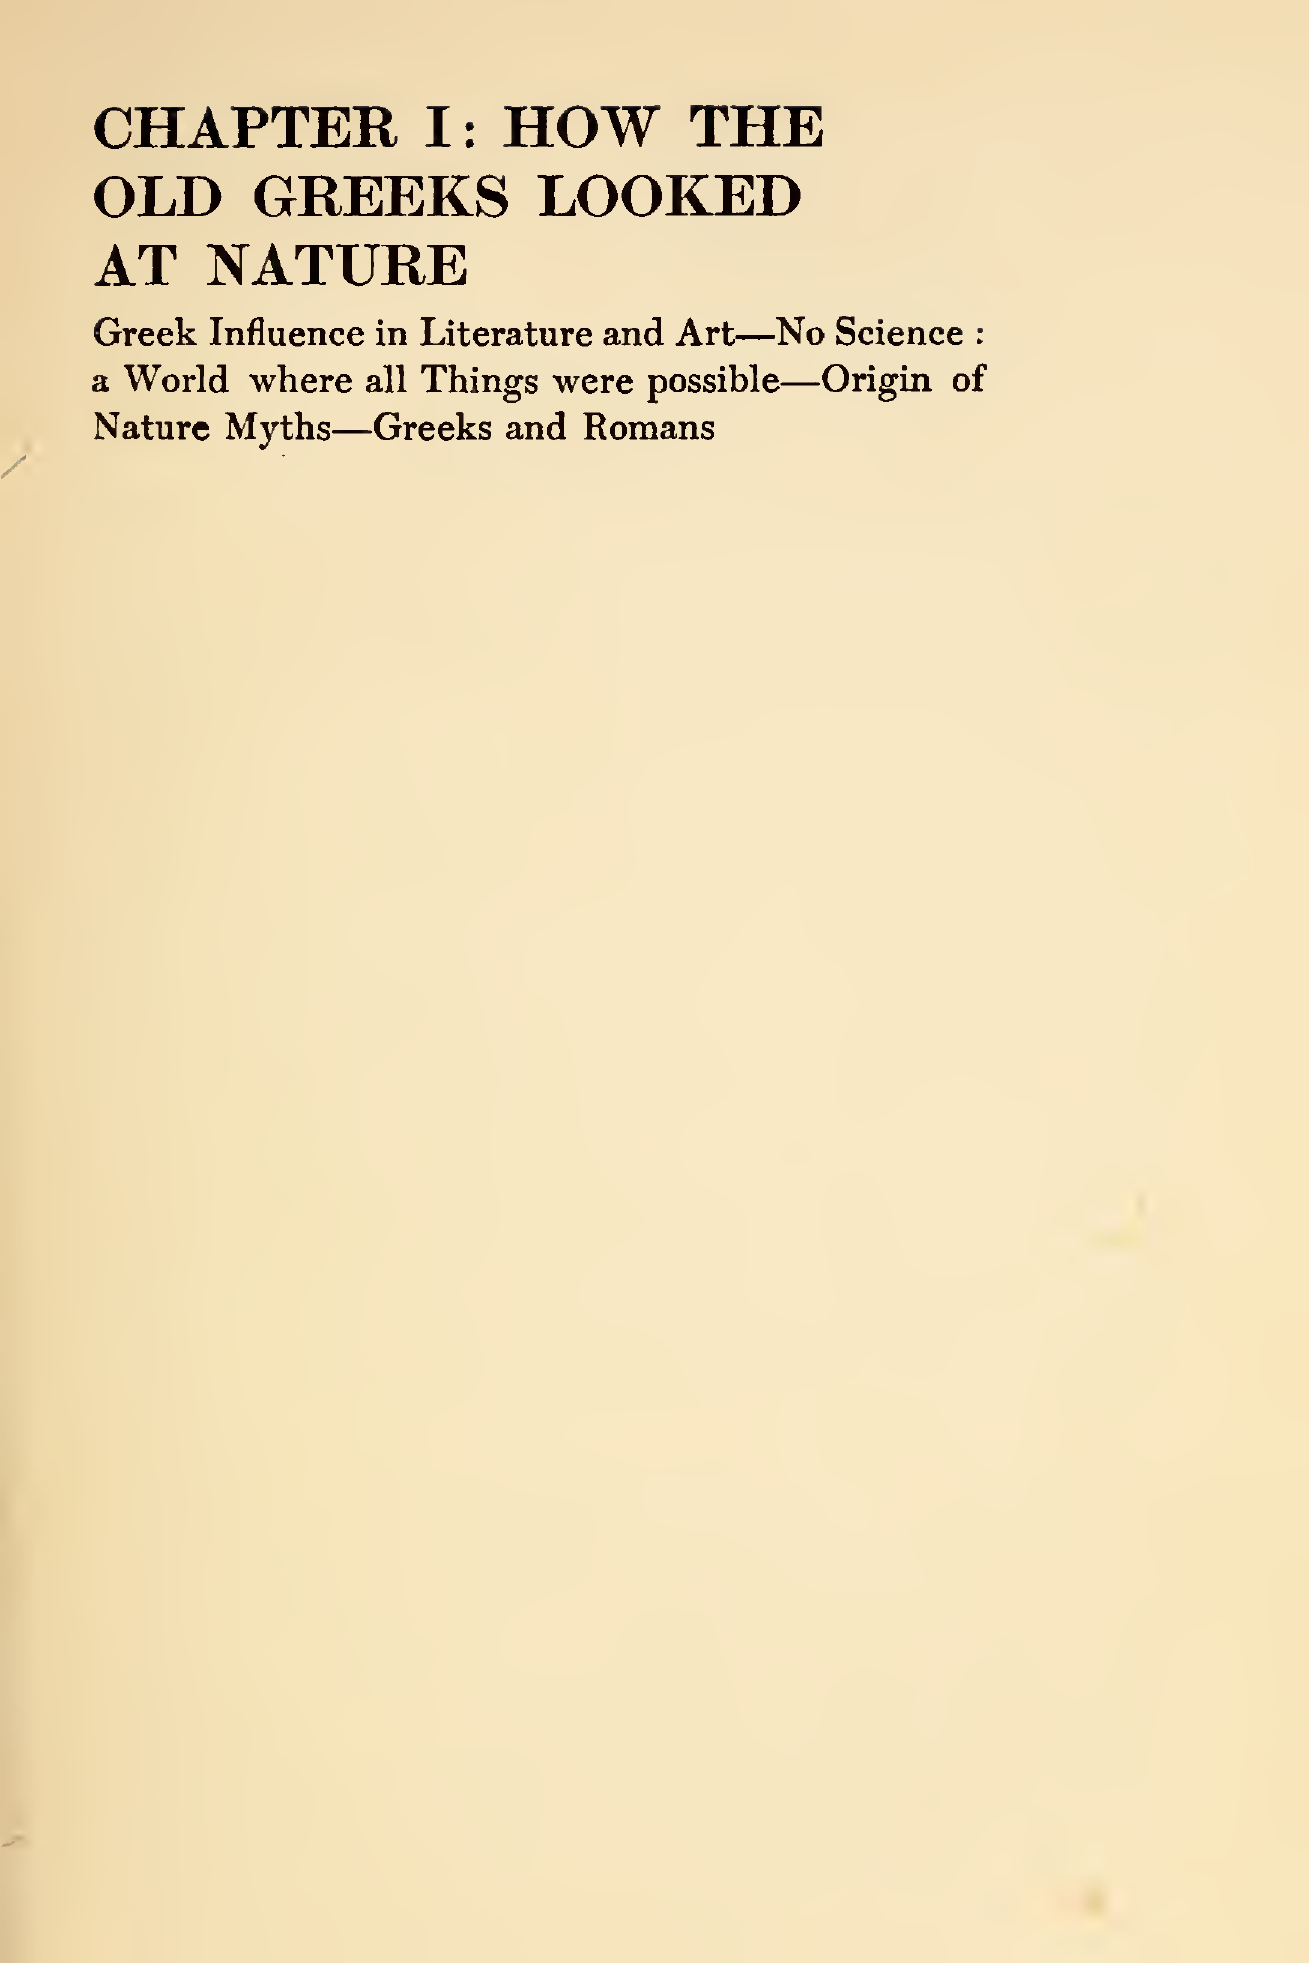 CHAPTER I: HOW THE
OLD GREEKS LOOKED
AT NATURE
Greek Influence in Literature and Art—No Science :
a World where all Things were possible—Origin of
Nature Myths—Greeks and Romans